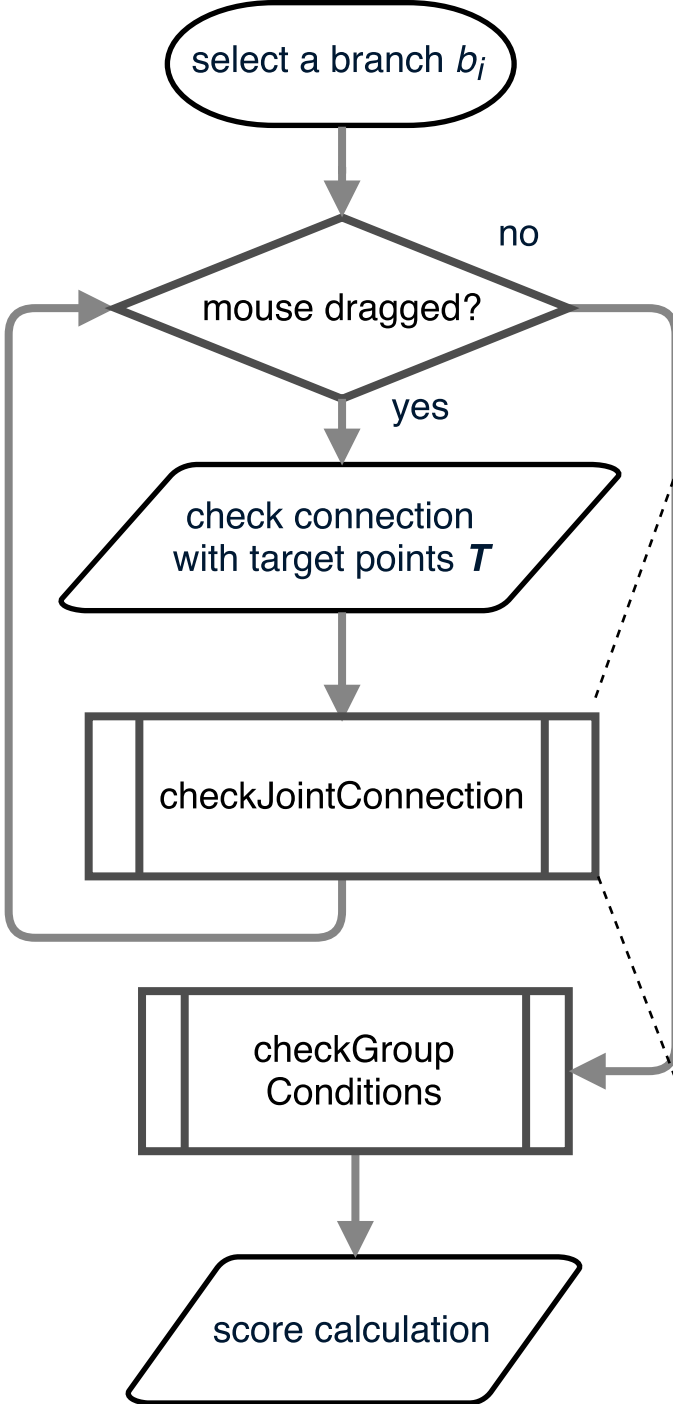 select a branch bi
no
mouse dragged?
yes
check connection
with target points T
checkJointConnection
checkGroup
Conditions
score calculation